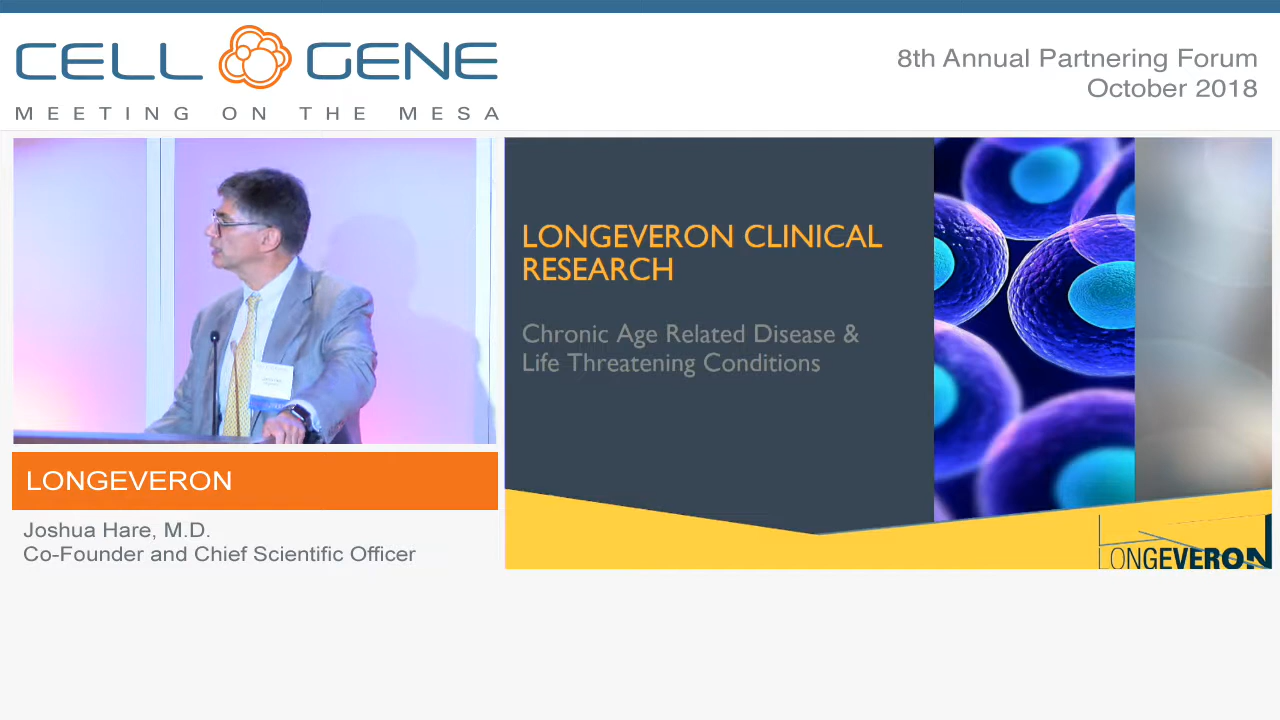 CELL GENE
MEETING ON THE MESA
8th Annual Partnering Forum
October 2018
LONGEVERON CLINICAL
RESEARCH
Chronic Age Related Disease &
Life Threatening Conditions
LONGEVERON
LONGEVERON
Joshua Hare, M.D.
Co-Founder and Chief Scientific Officer